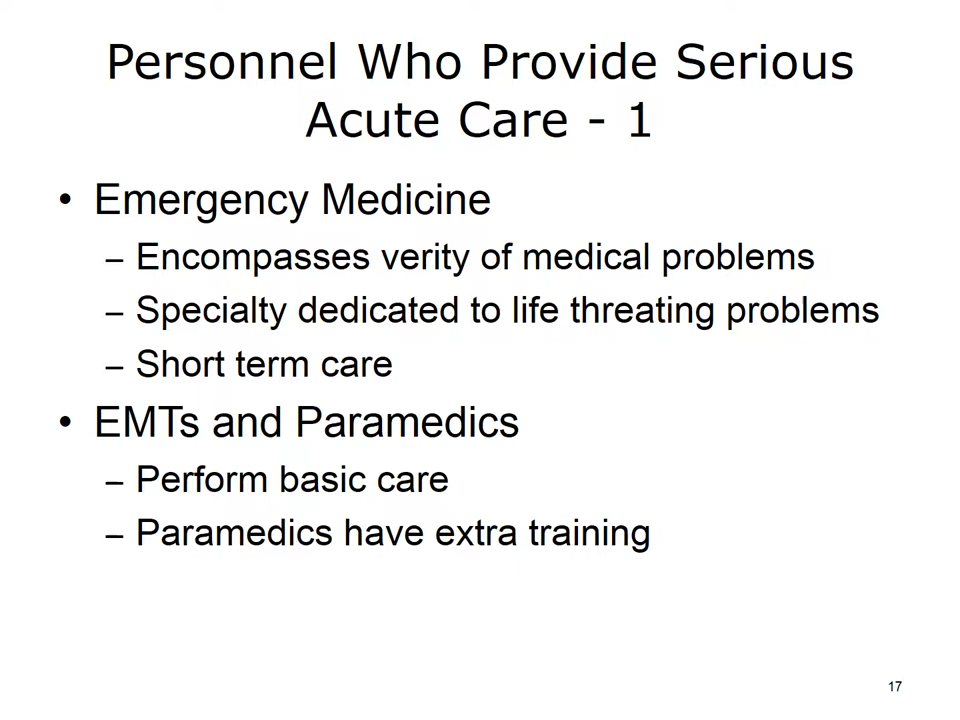 Personnel Who Provide Serious
Acute Care - 1
• Emergency Medicine
– Encompasses verity of medical problems
– Specialty dedicated to life threating problems
– Short term care
• EMTs and Paramedics
– Perform basic care
– Paramedics have extra training
17